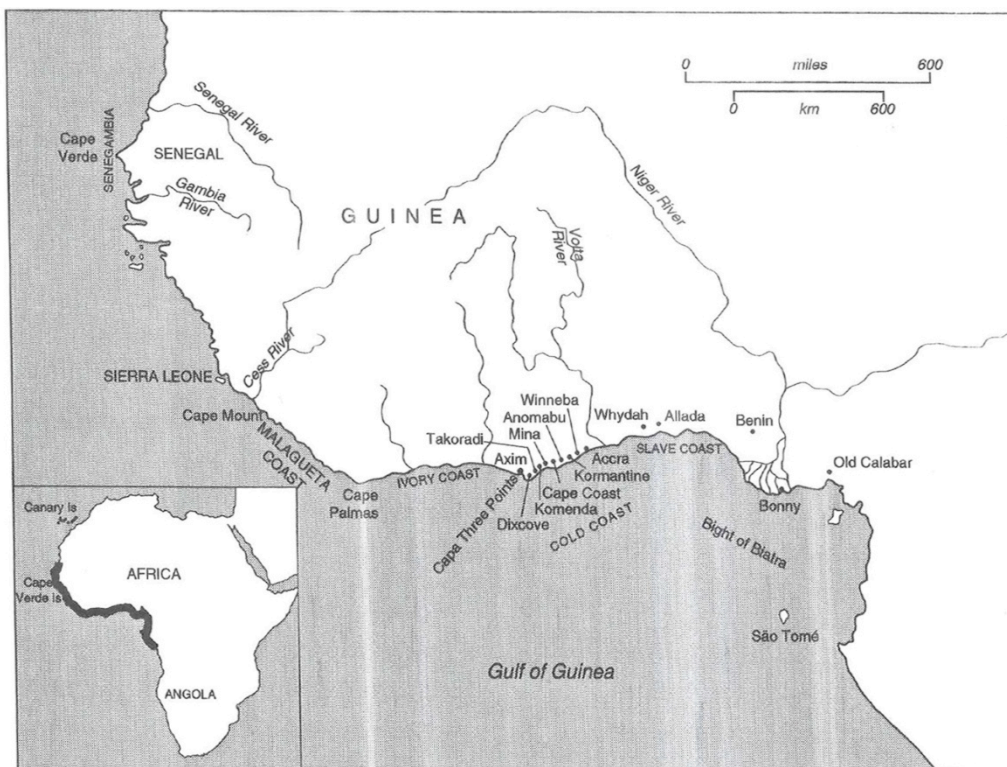 0 miles 600
0 km 600
Senegal River
Cape
Verde
SENEGAMBIA
SENEGAL
Gambia
River
GUINEA
Niger River
Volta
River
Cess River
SIERRA LEONE
Cape Mount
MALAGUETA
COAST
Cape
Palmas
IVORY COAST
Winneba
Anomabu
Mina
Takoradi
Axim
Capa Three Points
Dixcove
Komenda
Cape Coast
Kormantine
Accra
COLD COAST
Whydah
Allada
SLAVE COAST
Benin
Old Calabar
Bonny
Bight of Biatra
São Tomé
Gulf of Guinea
Canary Is
AFRICA
Cape
Verde Is
ANGOLA